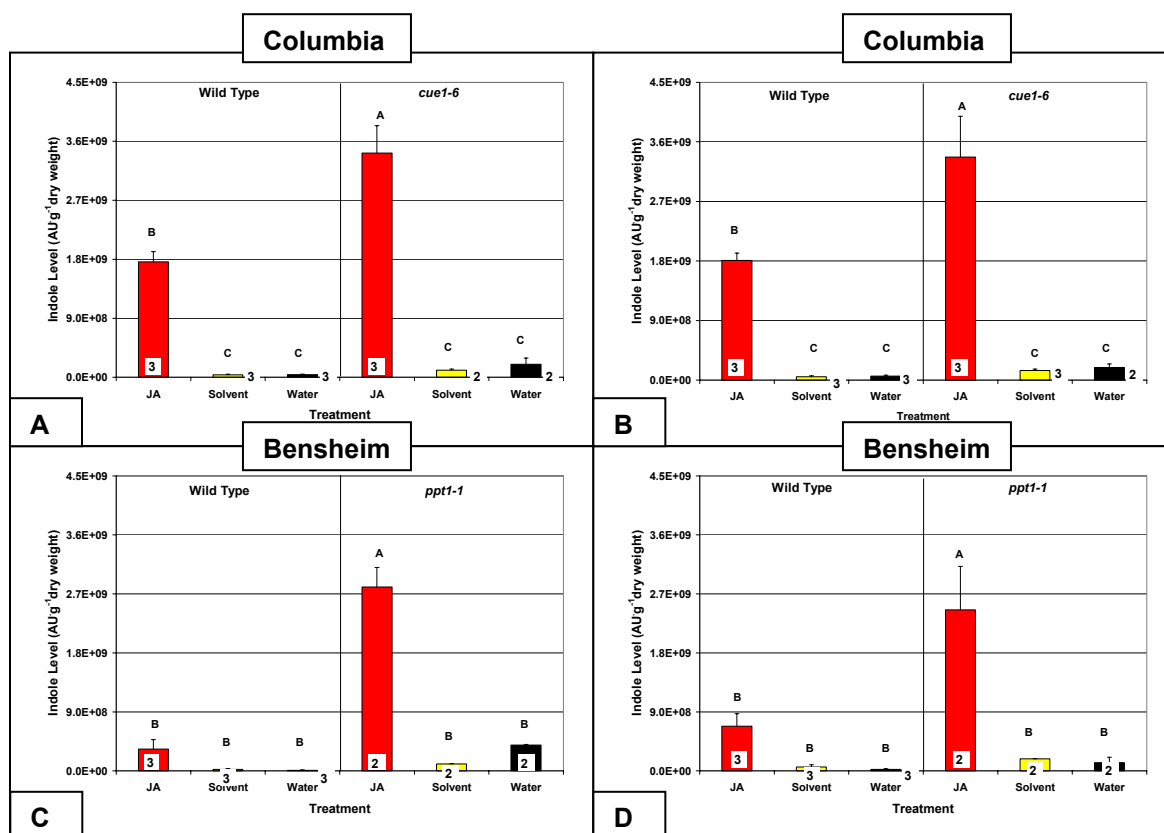 Columbia
Wild Type cue1-6
Indole Level (AU·g-1dry weight)
4.5E+09
3.6E+09
2.7E+09
1.8E+09
9.0E+08
0.0E+00
B C C A C C
3 3 3 3 2 2
JA Solvent Water JA Solvent Water
Treatment
A
Columbia
Wild Type cue1-6
Indole Level (AU·g-1dry weight)
4.5E+09
3.6E+09
2.7E+09
1.8E+09
9.0E+08
0.0E+00
B C C A C C
3 3 3 3 3 2
JA Solvent Water JA Solvent Water
Treatment
B
Bensheim
Wild Type ppt1-1
Indole Level (AU·g-1dry weight)
4.5E+09
3.6E+09
2.7E+09
1.8E+09
9.0E+08
0.0E+00
B B B A B B
3 3 3 2 2 2
JA Solvent Water JA Solvent Water
Treatment
C
Bensheim
Wild Type ppt1-1
Indole Level (AU·g-1dry weight)
4.5E+09
3.6E+09
2.7E+09
1.8E+09
9.0E+08
0.0E+00
B B B A B B
3 3 3 2 2 2
JA Solvent Water JA Solvent Water
Treatment
D